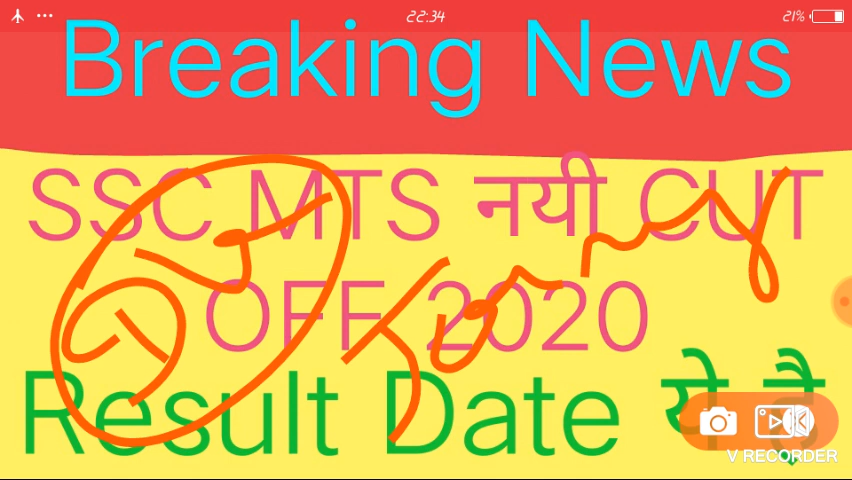 22:34
21%
Breaking News
SSC MTS नयी CUT
OFF 2020
Result Date ये है
V RECORDER